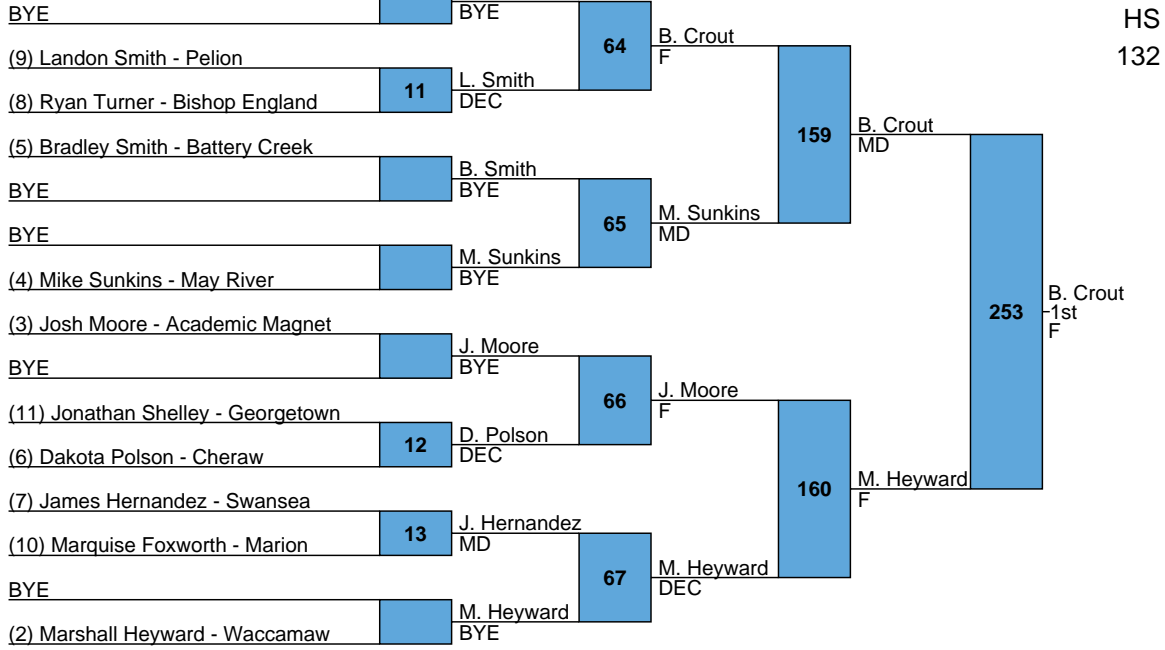 BYE
BYE
HS
132
64
B. Crout
F
(9) Landon Smith - Pelion
11
L. Smith
DEC
(8) Ryan Turner - Bishop England
159
B. Crout
MD
(5) Bradley Smith - Battery Creek
B. Smith
BYE
BYE
65
M. Sunkins
MD
BYE
M. Sunkins
BYE
(4) Mike Sunkins - May River
253
B. Crout
1st
F
(3) Josh Moore - Academic Magnet
J. Moore
BYE
BYE
66
J. Moore
F
(11) Jonathan Shelley - Georgetown
12
D. Polson
DEC
(6) Dakota Polson - Cheraw
160
M. Heyward
F
(7) James Hernandez - Swansea
13
J. Hernandez
MD
(10) Marquise Foxworth - Marion
67
M. Heyward
DEC
BYE
M. Heyward
BYE
(2) Marshall Heyward - Waccamaw